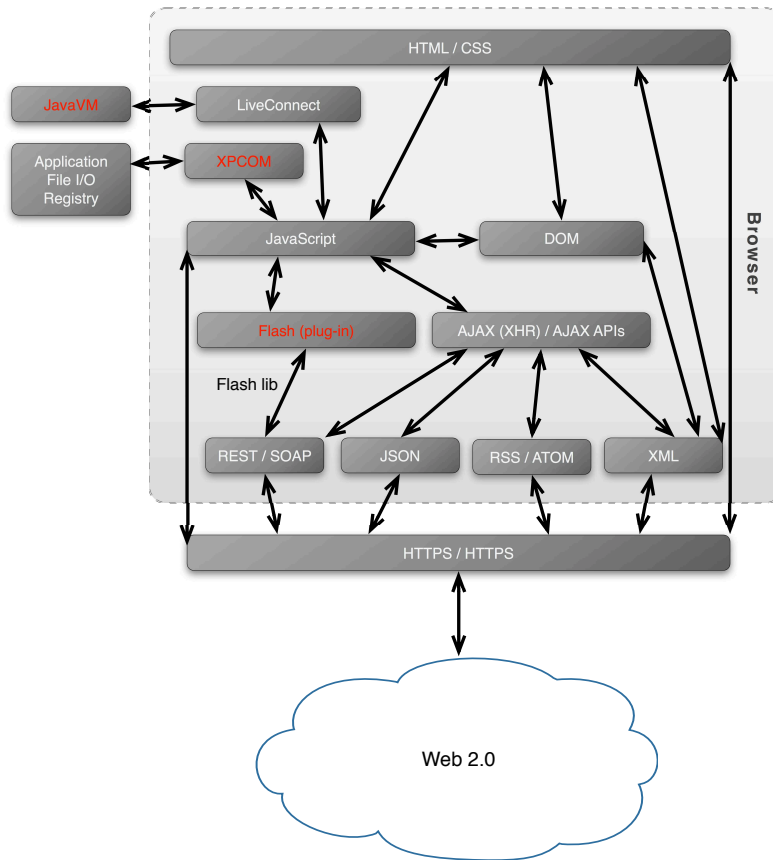 HTML / CSS
JavaVM
LiveConnect
Application
File I/O
Registry
XPCOM
Browser
JavaScript
DOM
Flash (plug-in)
AJAX (XHR) / AJAX APIs
Flash lib
REST / SOAP
JSON
RSS / ATOM
XML
HTTPS / HTTPS
Web 2.0